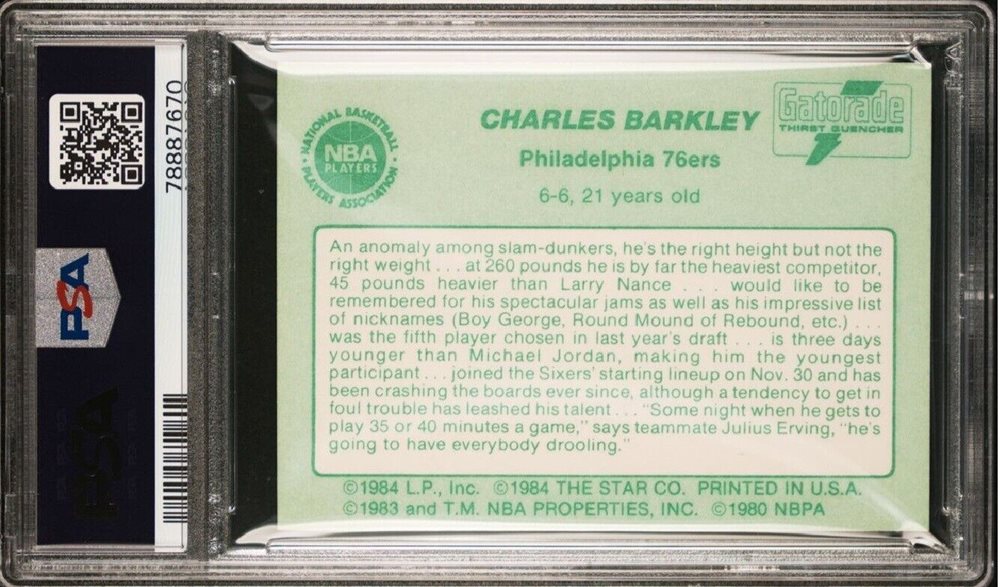 78887670
PSA
NATIONAL BASKETBALL
NBA
PLAYERS
PLAYERS ASSOCIATION
CHARLES BARKLEY
Philadelphia 76ers
6-6, 21 years old
Gatorade
THIRST QUENCHER
An anomaly among slam-dunkers, he's the right height but not the
right weight . . . at 260 pounds he is by far the heaviest competitor,
45 pounds heavier than Larry Nance . . . would like to be
remembered for his spectacular jams as well as his impressive list
of nicknames (Boy George, Round Mound of Rebound, etc.) . . .
was the fifth player chosen in last year's draft . . . is three days
younger than Michael Jordan, making him the youngest
participant . . . joined the Sixers' starting lineup on Nov. 30 and has
been crashing the boards ever since, although a tendency to get in
foul trouble has leashed his talent . . . "Some night when he gets to
play 35 or 40 minutes a game," says teammate Julius Erving, "he's
going to have everybody drooling."
©1984 L.P., Inc. ©1984 THE STAR CO. PRINTED IN U.S.A.
©1983 and T.M. NBA PROPERTIES, INC. ©1980 NBPA